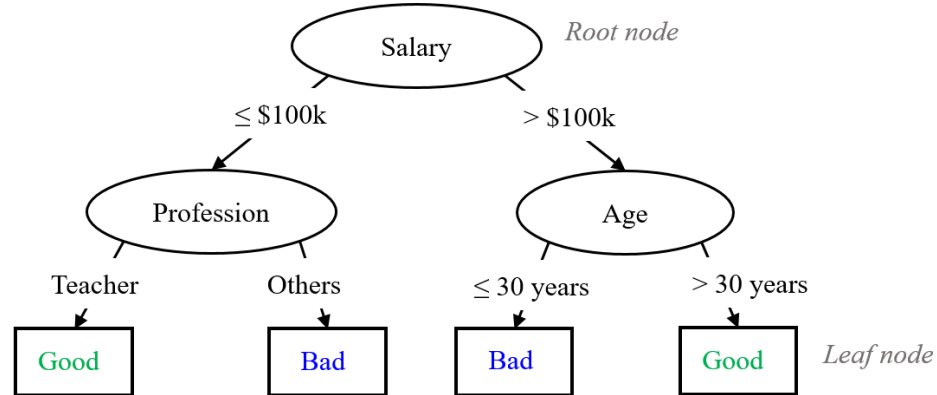 Salary
Root node
≤ $100k
> $100k
Profession
Age
Teacher
Others
≤ 30 years
> 30 years
Good
Bad
Bad
Good
Leaf node